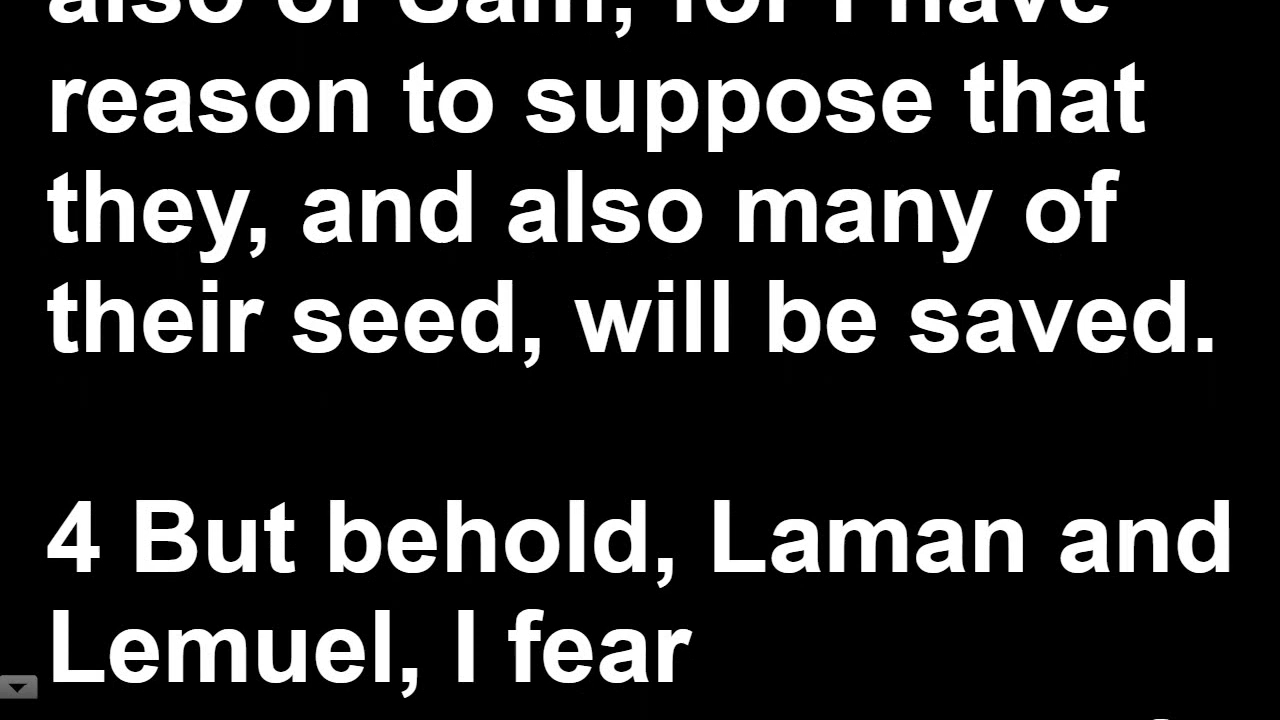 also of Sam, for I have
reason to suppose that
they, and also many of
their seed, will be saved.
4 But behold, Laman and
Lemuel, I fear